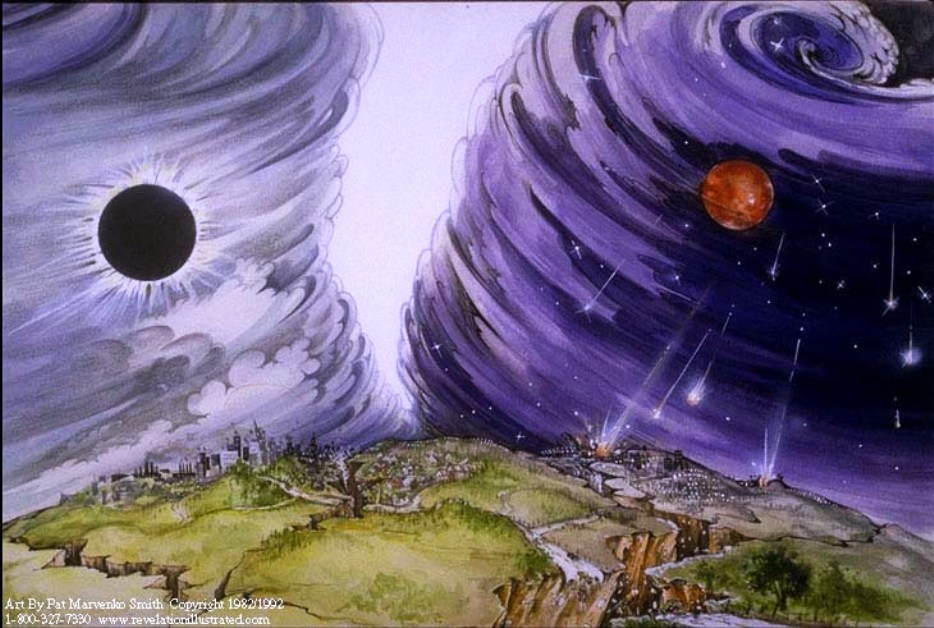 Art By Pat Marvenko Smith Copyright 1982/1992
1-800-327-7330 www.revelationillustrated.com